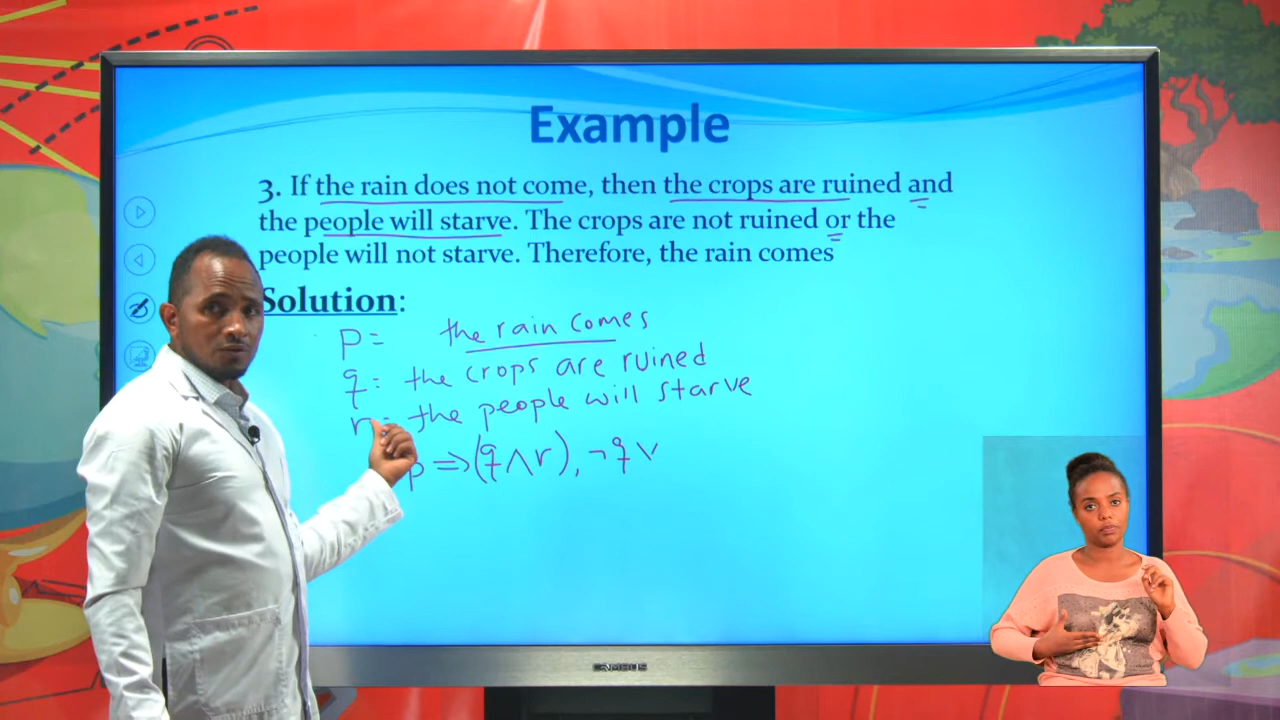 Example
3. If the rain does not come, then the crops are ruined and
the people will starve. The crops are not ruined or the
people will not starve. Therefore, the rain comes
Solution:
p= the rain comes
q: the crops are ruined
r: the people will starve
p ⇒ (q ∧ r), ¬q ∨